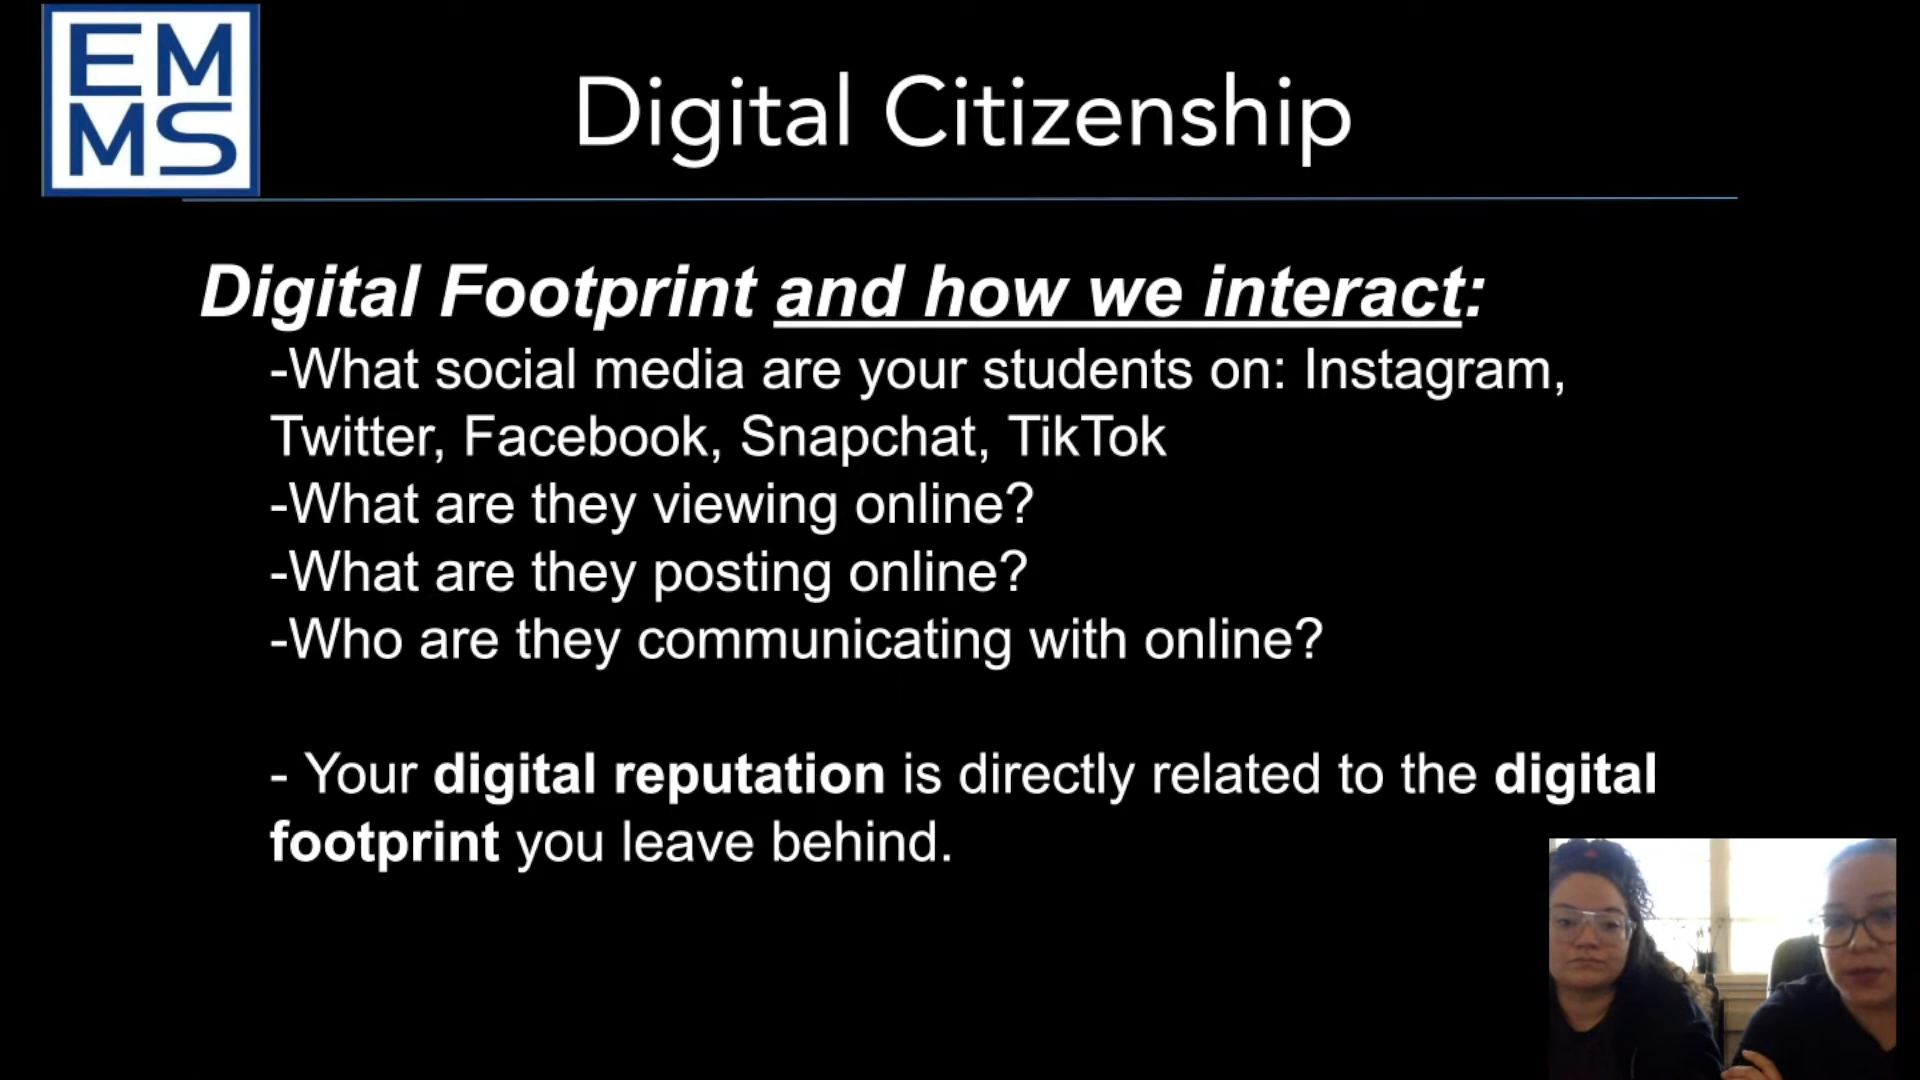 EM
MS
Digital Citizenship
Digital Footprint and how we interact:
-What social media are your students on: Instagram,
Twitter, Facebook, Snapchat, TikTok
-What are they viewing online?
-What are they posting online?
-Who are they communicating with online?
- Your digital reputation is directly related to the digital
footprint you leave behind.